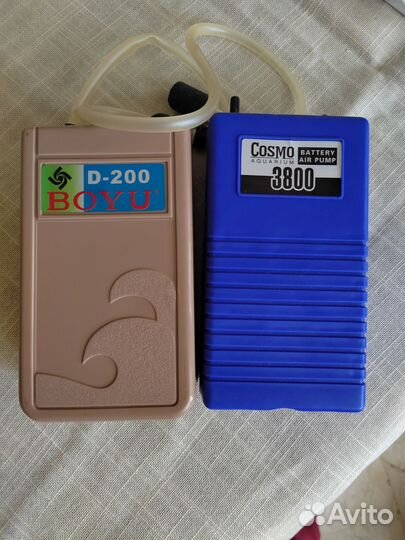 D-200
BOYU
COSMO
AQUARIUM
BATTERY
AIR PUMP
3800
Avito